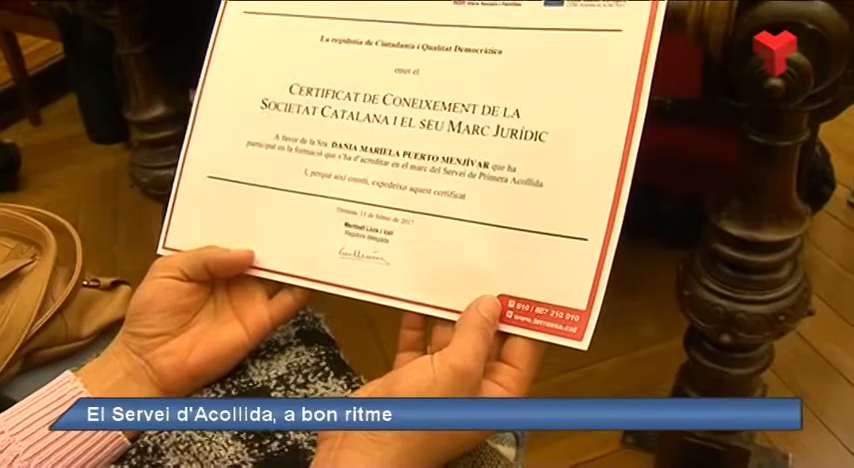 La regidoria de Ciutadania i Qualitat Democràtica
emet el
CERTIFICAT DE CONEIXEMENT DE LA
SOCIETAT CATALANA I EL SEU MARC JURÍDIC
A favor de la Sra. DANIA MARIELA PUERTO MENJÍVAR que ha
participat en la formació que s'ha d'acreditar en el marc del Servei de Primera Acollida
I, perquè així consti, expedeixo aquest certificat
Terrassa, 13 de febrer de 2017
Meritxell Lluís i Vall
Regidora delegada
010 / 807 210 010
www.terrassa.cat
El Servei d'Acollida, a bon ritme